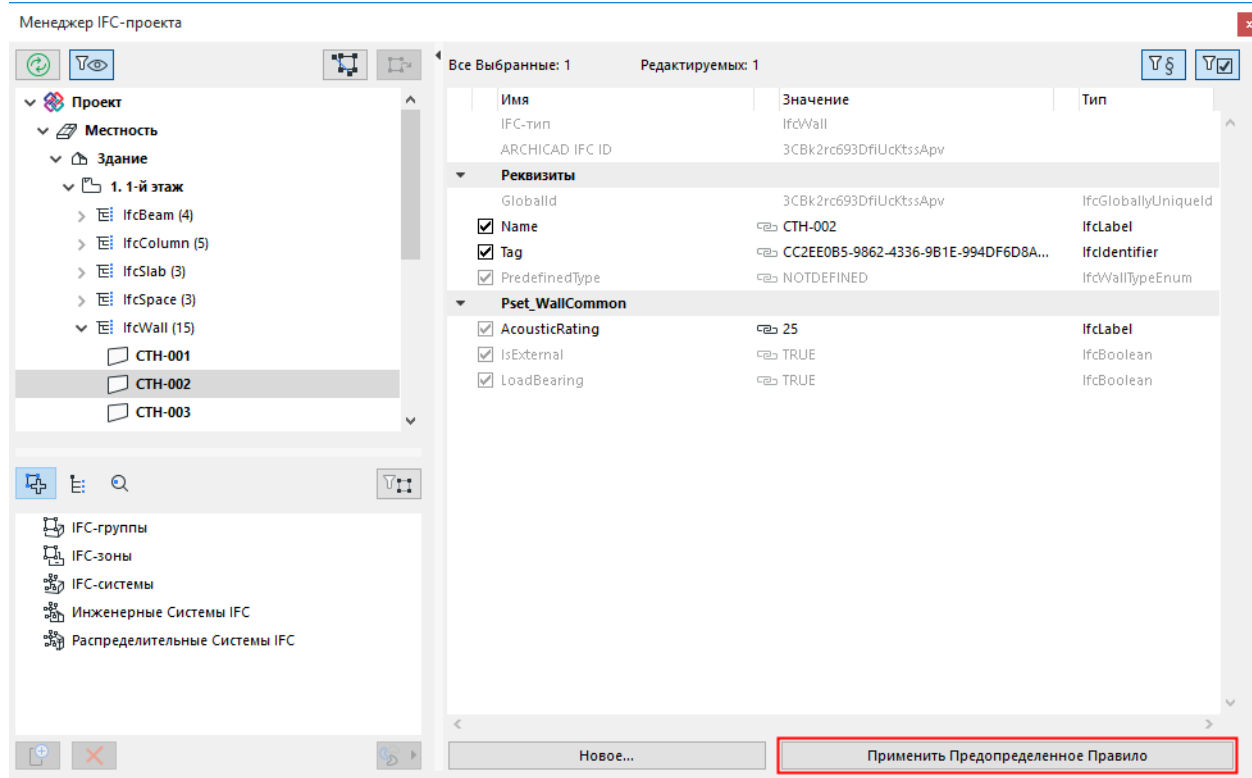 Менеджер IFC-проекта
Все Выбранные: 1 Редактируемых: 1
Проект
Местность
Здание
1. 1-й этаж
IfcBeam (4)
IfcColumn (5)
IfcSlab (3)
IfcSpace (3)
IfcWall (15)
СТН-001
СТН-002
СТН-003
IFC-группы
IFC-зоны
IFC-системы
Инженерные Системы IFC
Распределительные Системы IFC
Имя Значение Тип
IFC-тип IfcWall
ARCHICAD IFC ID 3CBk2rc693DfiUcKtssApv
Реквизиты
GlobalId 3CBk2rc693DfiUcKtssApv IfcGloballyUniqueId
Name СТН-002 IfcLabel
Tag CC2EE0B5-9862-4336-9B1E-994DF6D8A... IfcIdentifier
PredefinedType NOTDEFINED IfcWallTypeEnum
Pset_WallCommon
AcousticRating 25 IfcLabel
IsExternal TRUE IfcBoolean
LoadBearing TRUE IfcBoolean
Новое... Применить Предопределенное Правило